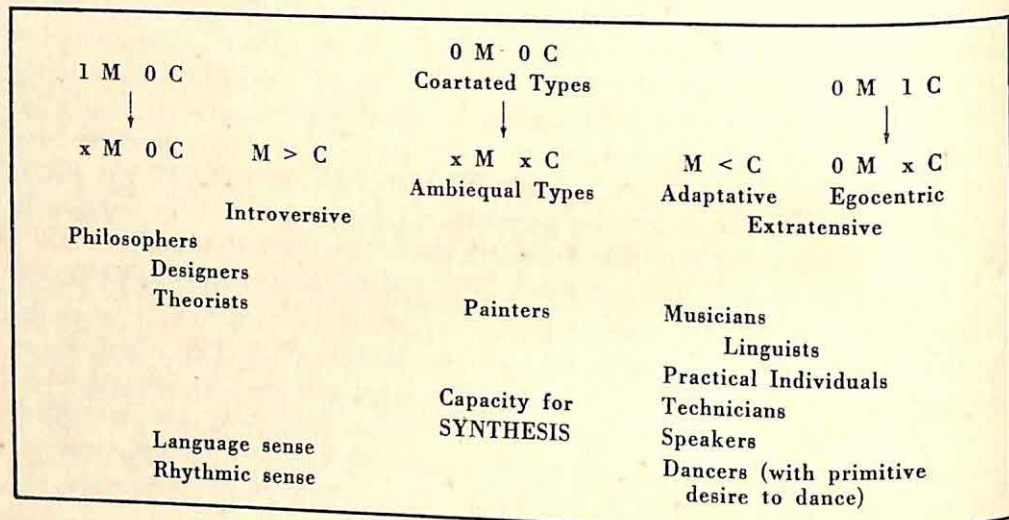 0 M 0 C
Coartated Types
1 M 0 C
0 M 1 C
x M 0 C
M > C
x M x C
Ambiequal Types
M < C
Adaptative
0 M x C
Egocentric
Introversive
Extratensive
Philosophers
Designers
Theorists
Painters
Musicians
Linguists
Practical Individuals
Technicians
Speakers
Dancers (with primitive
desire to dance)
Capacity for
SYNTHESIS
Language sense
Rhythmic sense